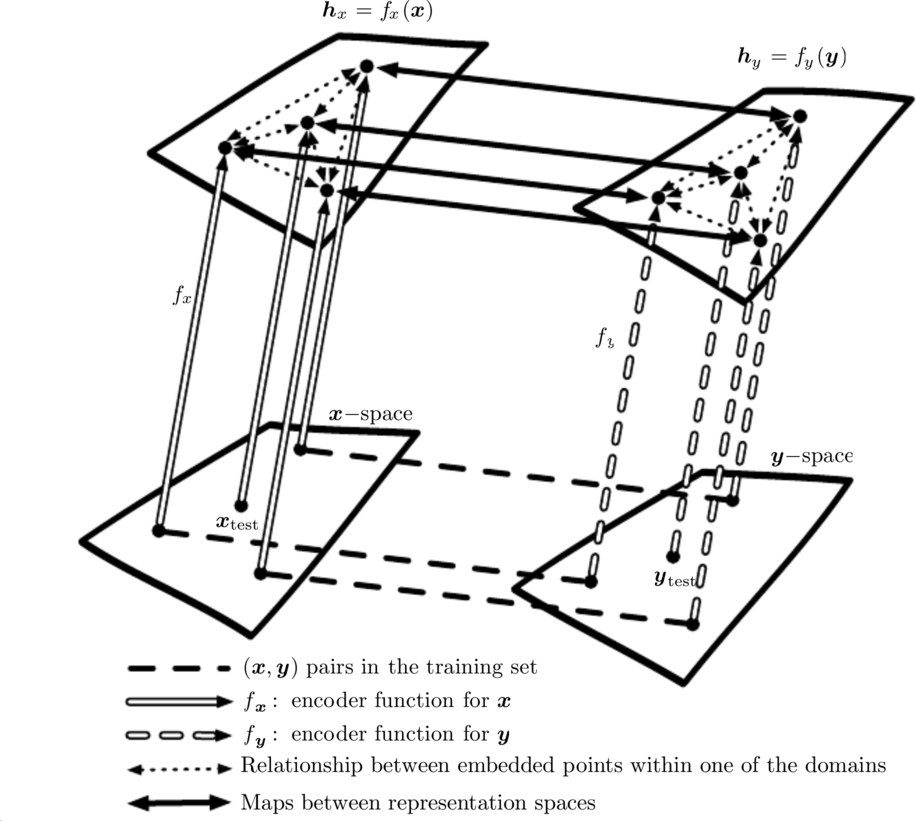 h_x = f_x(x)
h_y = f_y(y)
f_x
f_y
x−space
y−space
x_test
y_test
(x, y) pairs in the training set
f_x : encoder function for x
f_y : encoder function for y
Relationship between embedded points within one of the domains
Maps between representation spaces